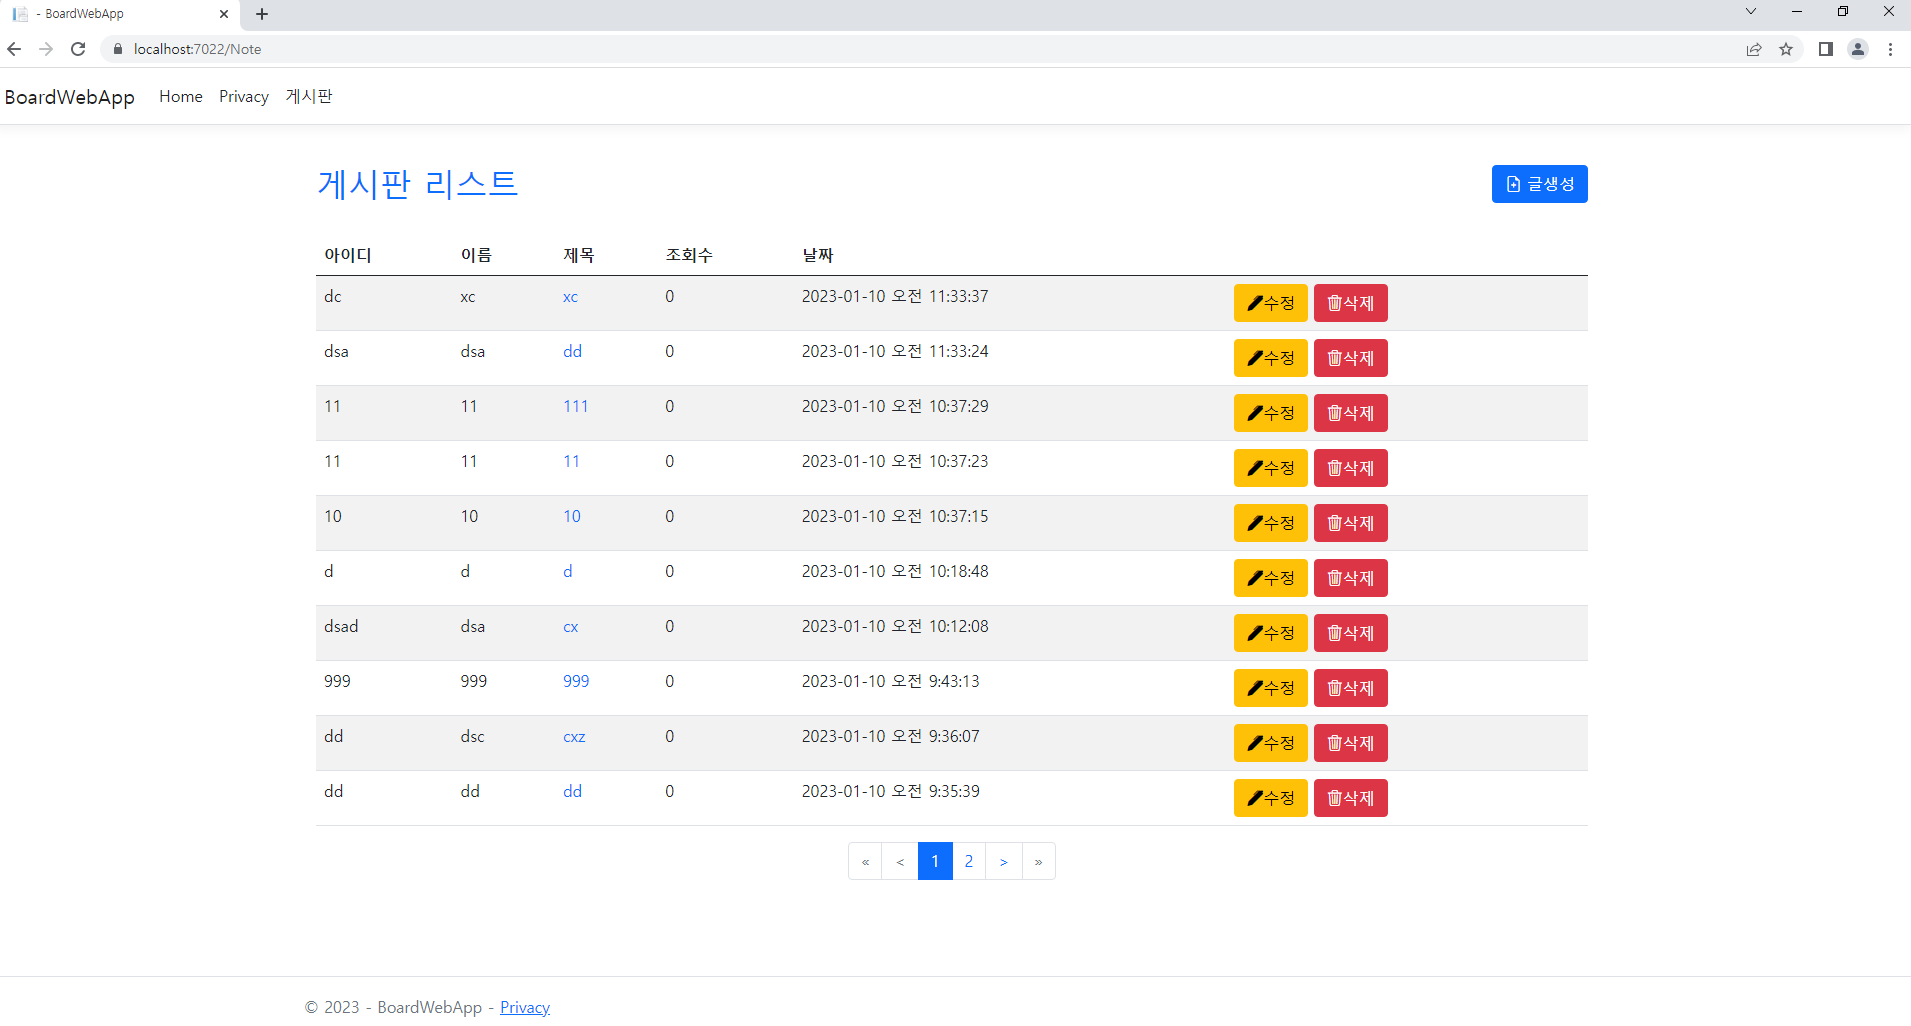 - BoardWebApp
localhost:7022/Note
BoardWebApp Home Privacy 게시판
게시판 리스트 글생성
아이디 이름 제목 조회수 날짜
dc xc xc 0 2023-01-10 오전 11:33:37 수정 삭제
dsa dsa dd 0 2023-01-10 오전 11:33:24 수정 삭제
11 11 111 0 2023-01-10 오전 10:37:29 수정 삭제
11 11 11 0 2023-01-10 오전 10:37:23 수정 삭제
10 10 10 0 2023-01-10 오전 10:37:15 수정 삭제
d d d 0 2023-01-10 오전 10:18:48 수정 삭제
dsad dsa cx 0 2023-01-10 오전 10:12:08 수정 삭제
999 999 999 0 2023-01-10 오전 9:43:13 수정 삭제
dd dsc cxz 0 2023-01-10 오전 9:36:07 수정 삭제
dd dd dd 0 2023-01-10 오전 9:35:39 수정 삭제
« < 1 2 > »
© 2023 - BoardWebApp - Privacy